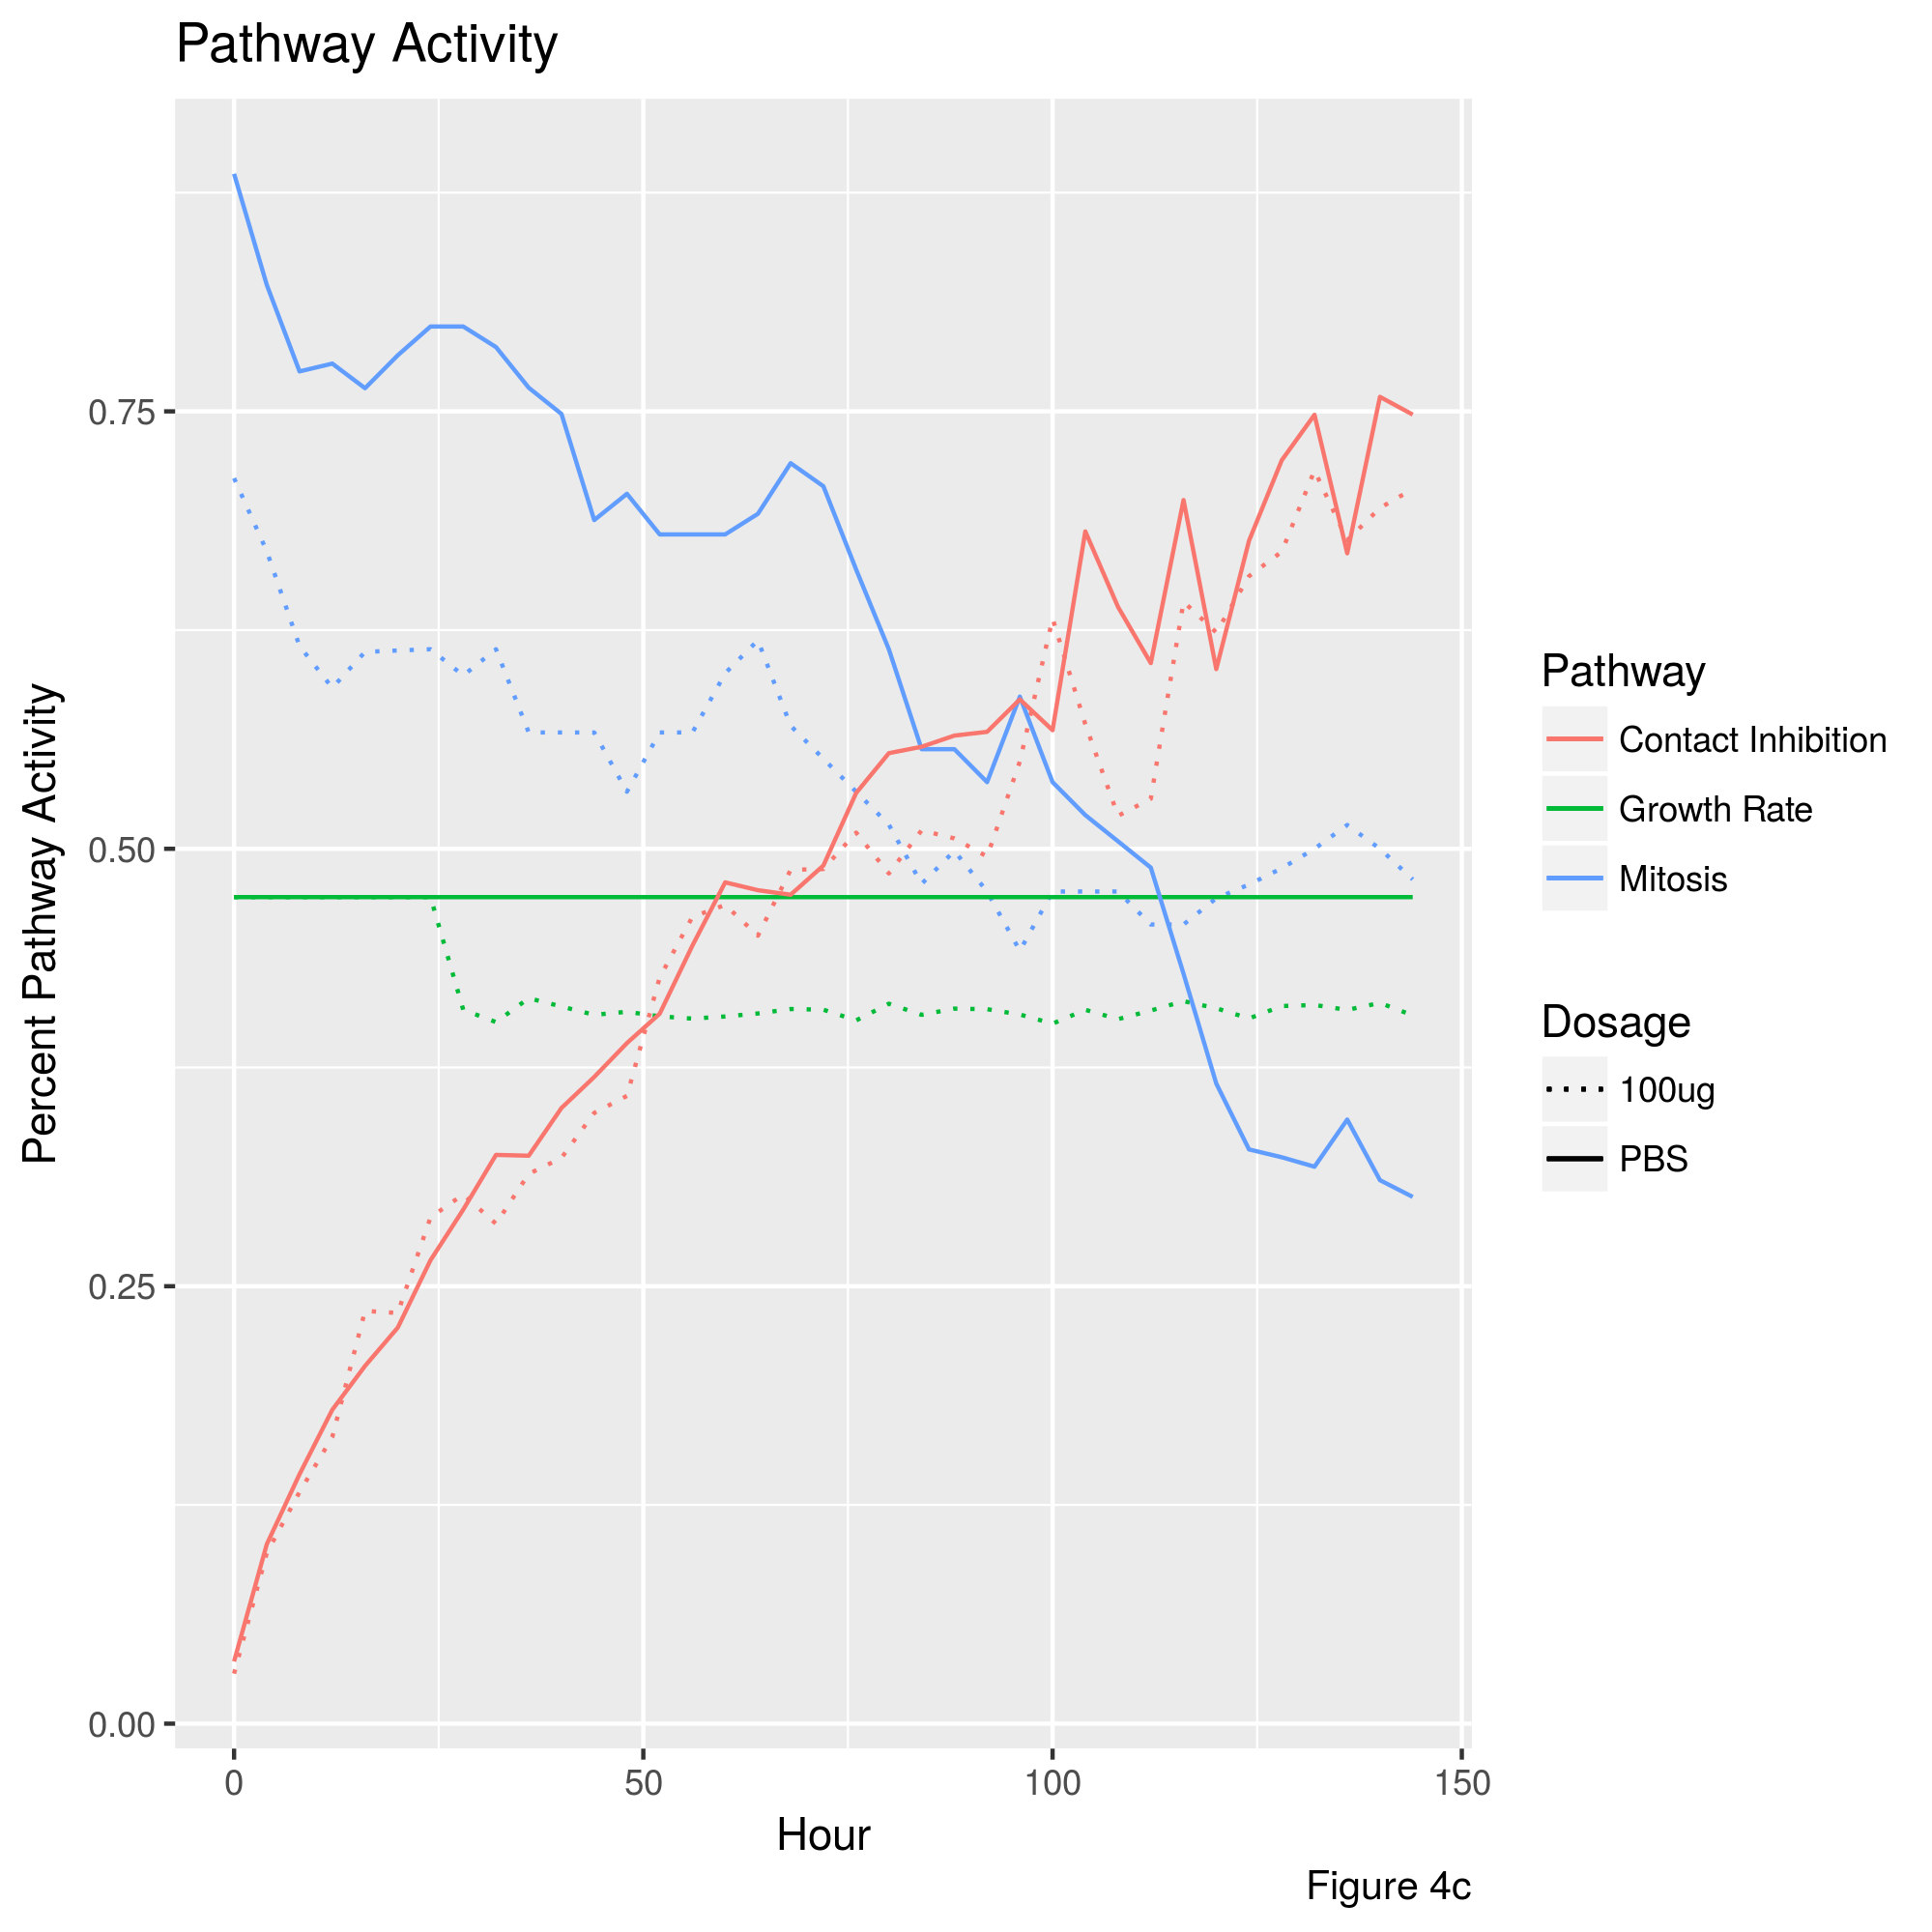 Pathway Activity
Percent Pathway Activity
0.75
0.50
0.25
0.00
0
50
100
150
Hour
Pathway
Contact Inhibition
Growth Rate
Mitosis
Dosage
100ug
PBS
Figure 4c